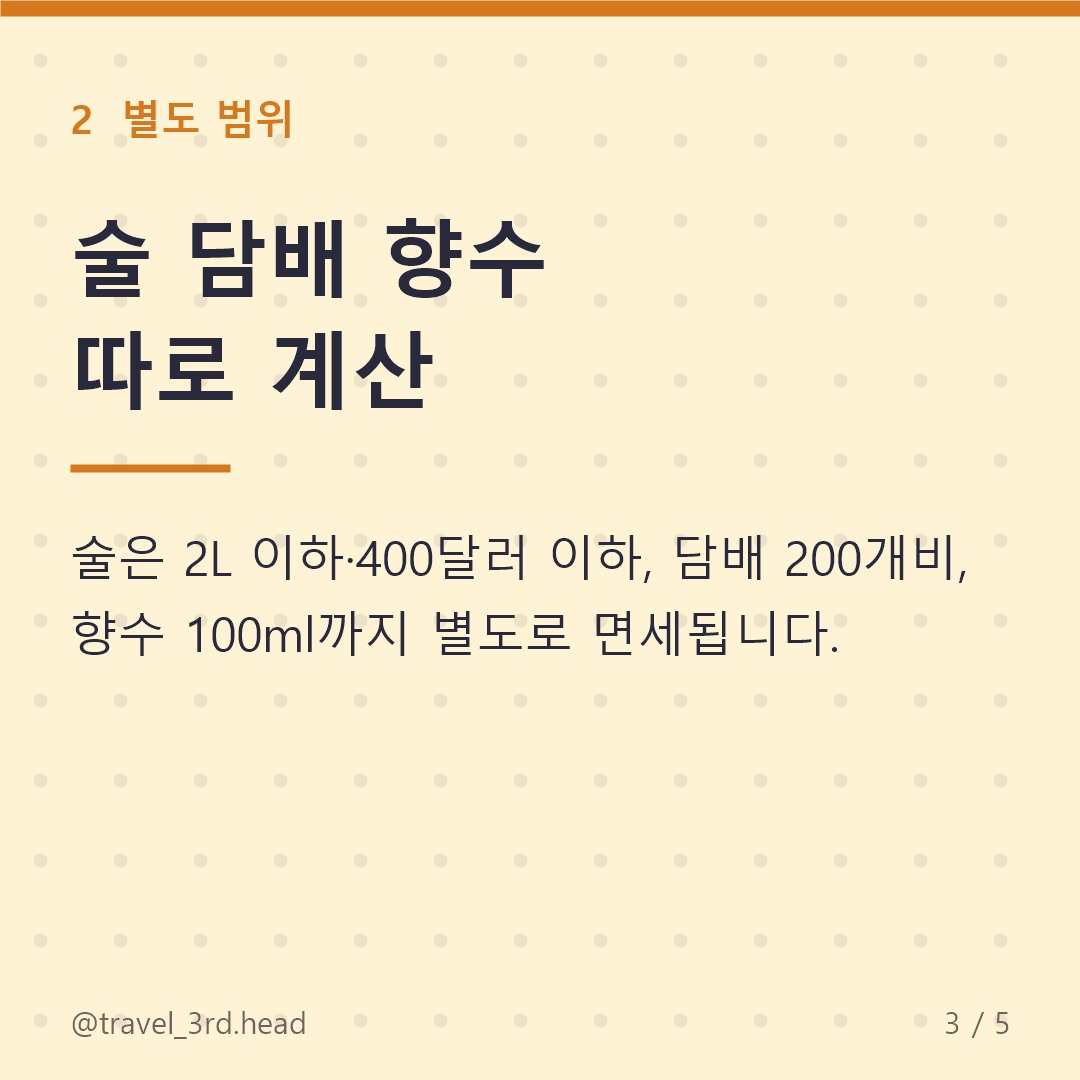 2 별도 범위
술 담배 향수
따로 계산
술은 2L 이하·400달러 이하, 담배 200개비,
향수 100ml까지 별도로 면세됩니다.
@travel_3rd.head
3 / 5